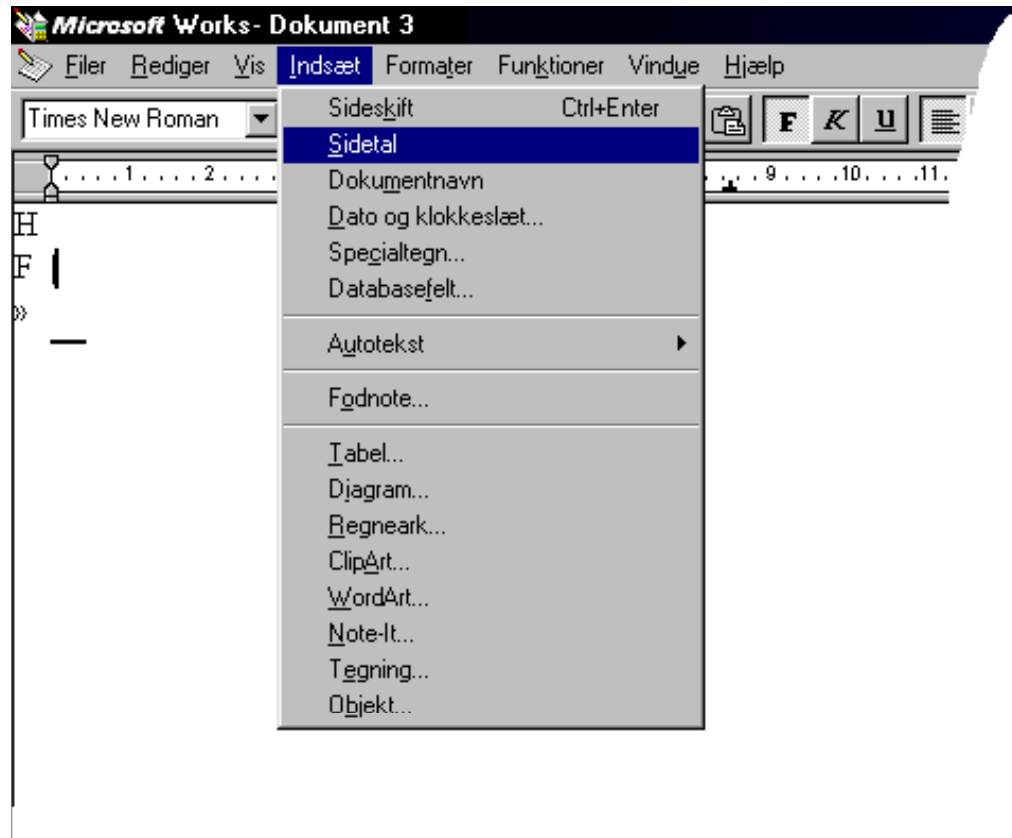 Microsoft Works- Dokument 3
Filer Rediger Vis Indsæt Formater Funktioner Vindue Hjælp
Times New Roman F K U
1 2 9 10 11
Sideskift Ctrl+Enter
Sidetal
Dokumentnavn
Dato og klokkeslæt...
Specialtegn...
Databasefelt...
Autotekst
Fodnote...
Tabel...
Diagram...
Regneark...
ClipArt...
WordArt...
Note-It...
Tegning...
Objekt...
H
F
»